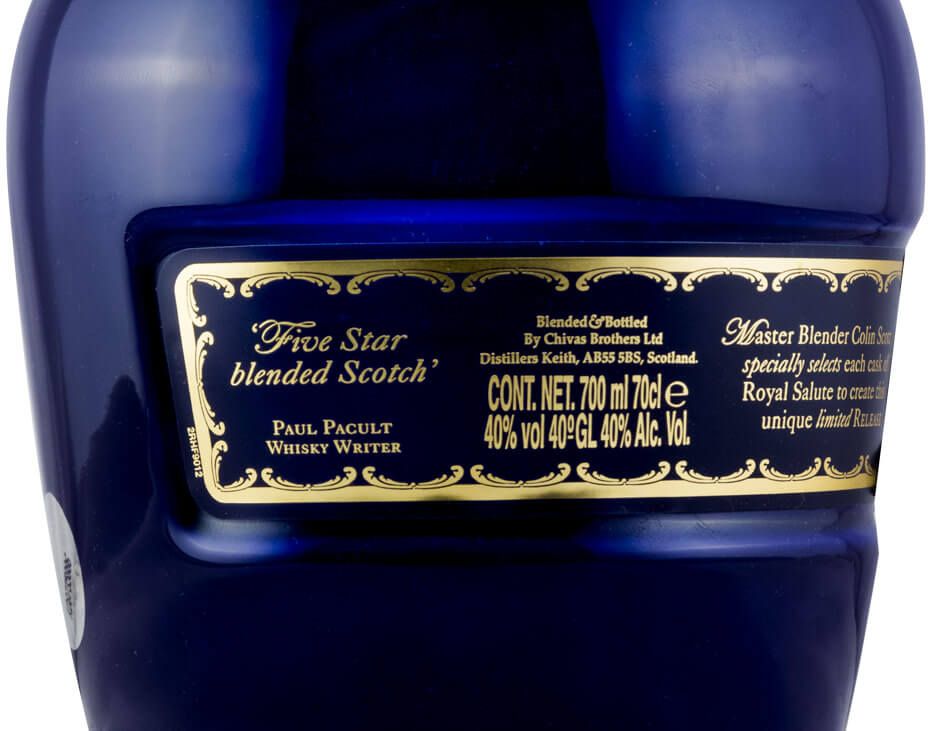 'Five Star
blended Scotch'
PAUL PACULT
WHISKY WRITER
2RHF9012
Blended&Bottled
By Chivas Brothers Ltd
Distillers Keith, AB55 5BS, Scotland.
CONT. NET. 700 ml 70cl e
40% vol 40ºGL 40% Alc. Vol.
Master Blender Colin Scott
specially selects each cask of
Royal Salute to create this
unique limited RELEASE